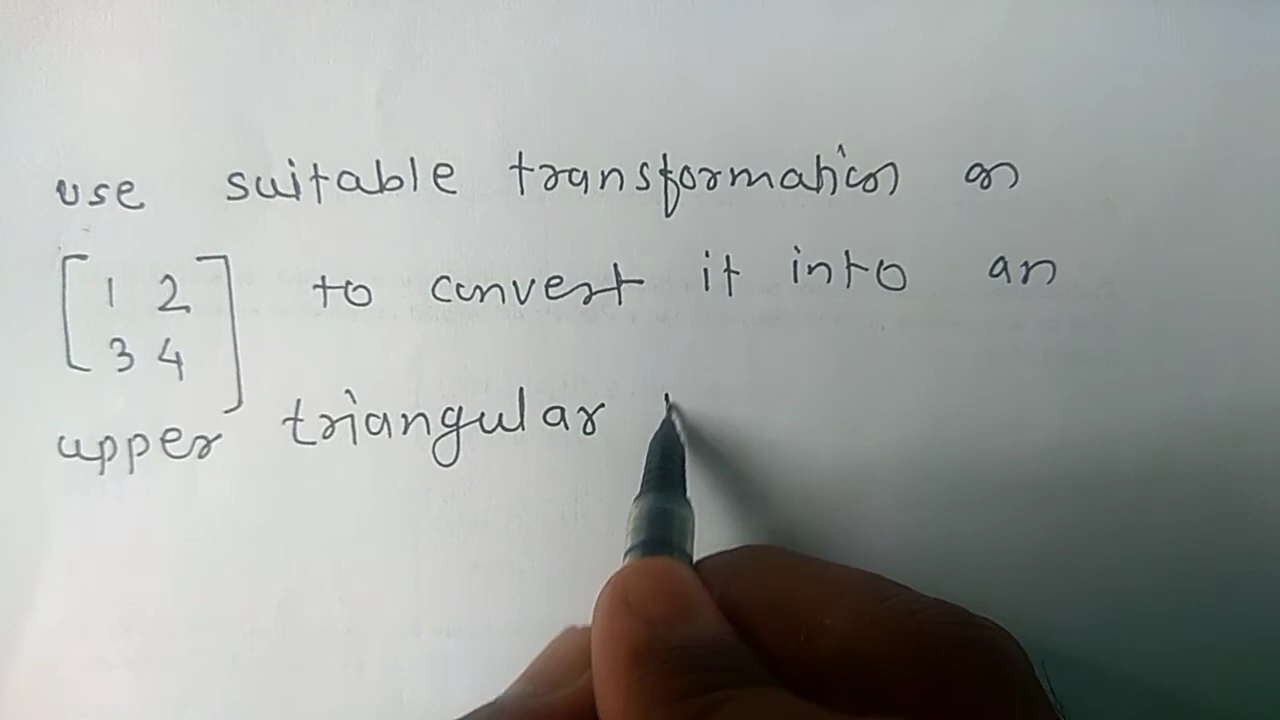 use suitable transformation on
[1 2
3 4] to convert it into an
upper triangular